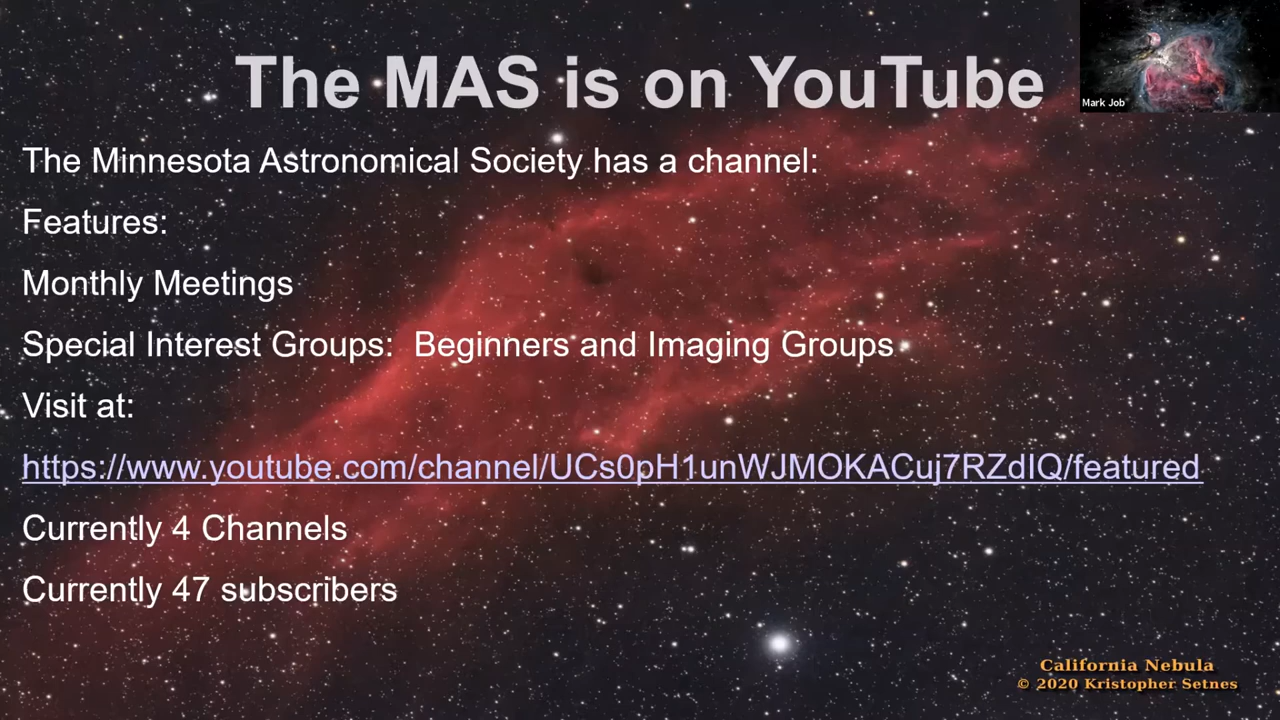 The MAS is on YouTube
Mark Job
The Minnesota Astronomical Society has a channel:
Features:
Monthly Meetings
Special Interest Groups:  Beginners and Imaging Groups
Visit at:
https://www.youtube.com/channel/UCs0pH1unWJMOKACuj7RZdIQ/featured
Currently 4 Channels
Currently 47 subscribers
California Nebula
© 2020 Kristopher Setnes